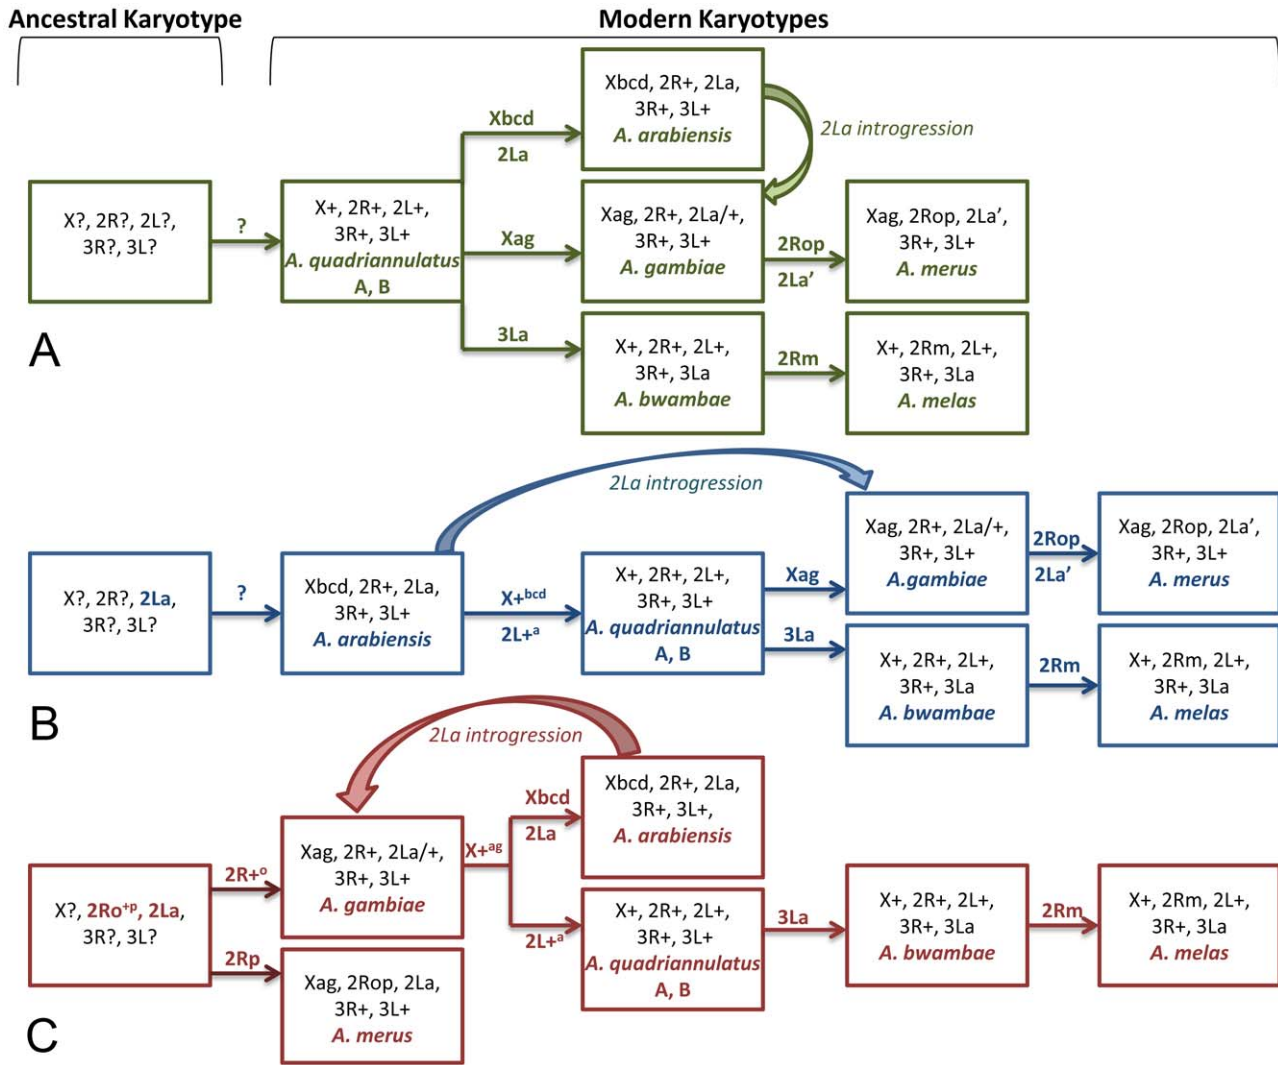 Ancestral Karyotype
Modern Karyotypes
Xbcd, 2R+, 2La,
3R+, 3L+
A. arabiensis
2La introgression
Xbcd
2La
X?, 2R?, 2L?,
3R?, 3L?
?
X+, 2R+, 2L+,
3R+, 3L+
A. quadriannulatus
A, B
Xag
Xag, 2R+, 2La/+,
3R+, 3L+
A. gambiae
2Rop
2La’
Xag, 2Rop, 2La’,
3R+, 3L+
A. merus
3La
X+, 2R+, 2L+,
3R+, 3La
A. bwambae
2Rm
X+, 2Rm, 2L+,
3R+, 3La
A. melas
A
2La introgression
X?, 2R?, 2La,
3R?, 3L?
?
Xbcd, 2R+, 2La,
3R+, 3L+
A. arabiensis
X+ᵇᶜᵈ
2L+ᵃ
X+, 2R+, 2L+,
3R+, 3L+
A. quadriannulatus
A, B
Xag
Xag, 2R+, 2La/+,
3R+, 3L+
A.gambiae
2Rop
2La’
Xag, 2Rop, 2La’,
3R+, 3L+
A. merus
3La
X+, 2R+, 2L+,
3R+, 3La
A. bwambae
2Rm
X+, 2Rm, 2L+,
3R+, 3La
A. melas
B
2La introgression
X?, 2Ro⁺ᵖ, 2La,
3R?, 3L?
2R+ᵒ
Xag, 2R+, 2La/+,
3R+, 3L+
A. gambiae
X+ᵃᵍ
Xbcd
2La
Xbcd, 2R+, 2La,
3R+, 3L+,
A. arabiensis
2L+ᵃ
X+, 2R+, 2L+,
3R+, 3L+
A. quadriannulatus
A, B
3La
X+, 2R+, 2L+,
3R+, 3La
A. bwambae
2Rm
X+, 2Rm, 2L+,
3R+, 3La
A. melas
2Rp
Xag, 2Rop, 2La,
3R+, 3L+
A. merus
C